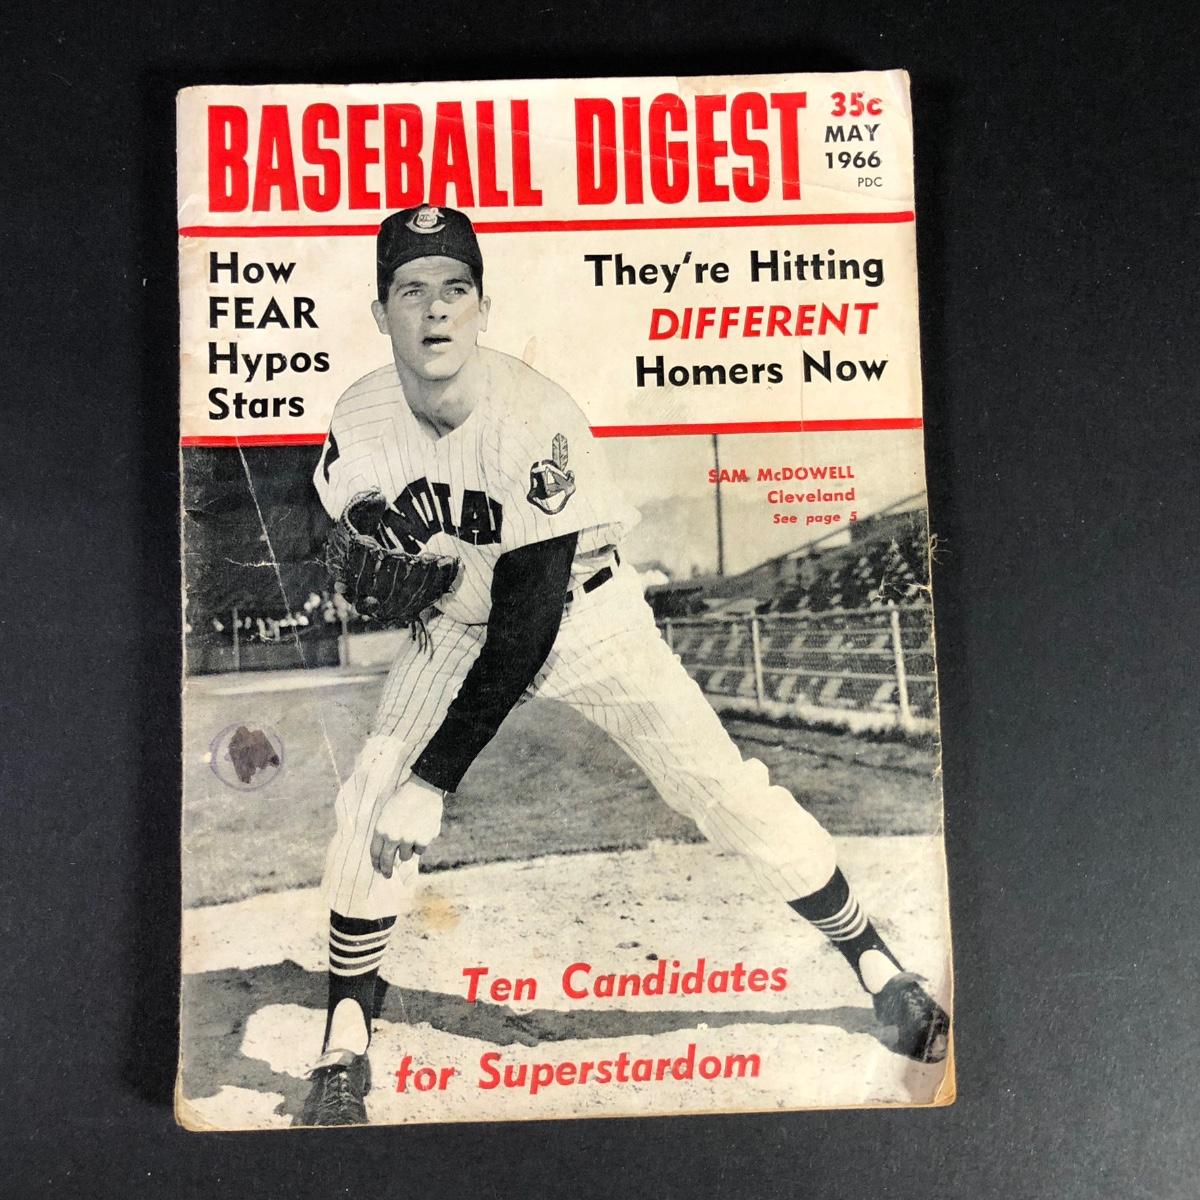 BASEBALL DIGEST
35c
MAY
1966
PDC
How
FEAR
Hypos
Stars
They're Hitting
DIFFERENT
Homers Now
SAM McDOWELL
Cleveland
See page 5
INDIAN
Ten Candidates
for Superstardom